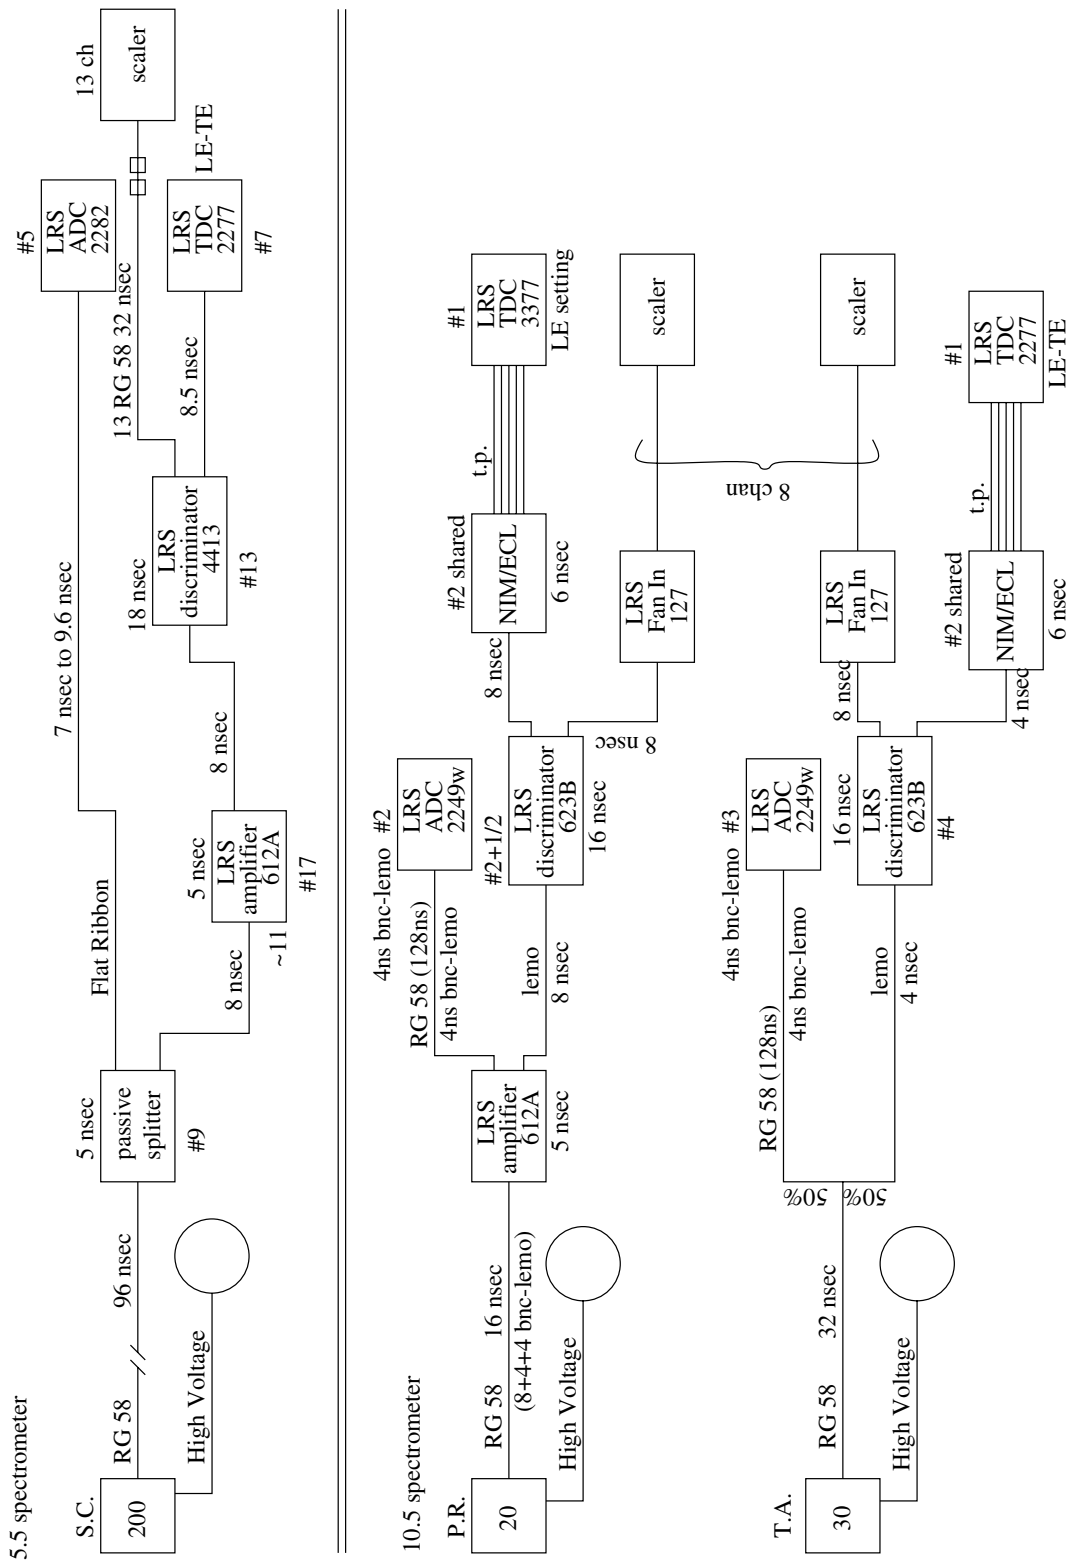 5.5 spectrometer
S.C.
200
RG 58
96 nsec
High Voltage
5 nsec
passive
splitter
#9
Flat Ribbon
7 nsec to 9.6 nsec
#5
LRS
ADC
2282
8 nsec
~11
5 nsec
LRS
amplifier
612A
#17
8 nsec
18 nsec
LRS
discriminator
4413
#13
13 RG 58 32 nsec
8.5 nsec
LRS
TDC
2277
#7
LE-TE
13 ch
scaler
10.5 spectrometer
P.R.
20
RG 58
16 nsec
(8+4+4 bnc-lemo)
High Voltage
LRS
amplifier
612A
5 nsec
RG 58 (128ns)
4ns bnc-lemo
4ns bnc-lemo
#2
LRS
ADC
2249w
lemo
8 nsec
#2+1/2
LRS
discriminator
623B
16 nsec
8 nsec
8 nsec
#2 shared
NIM/ECL
6 nsec
t.p.
#1
LRS
TDC
3377
LE setting
LRS
Fan In
127
scaler
8 chan
T.A.
30
RG 58
32 nsec
High Voltage
50%
50%
RG 58 (128ns)
4ns bnc-lemo
4ns bnc-lemo
#3
LRS
ADC
2249w
lemo
4 nsec
16 nsec
LRS
discriminator
623B
#4
8 nsec
4 nsec
LRS
Fan In
127
scaler
#2 shared
NIM/ECL
6 nsec
t.p.
#1
LRS
TDC
2277
LE-TE